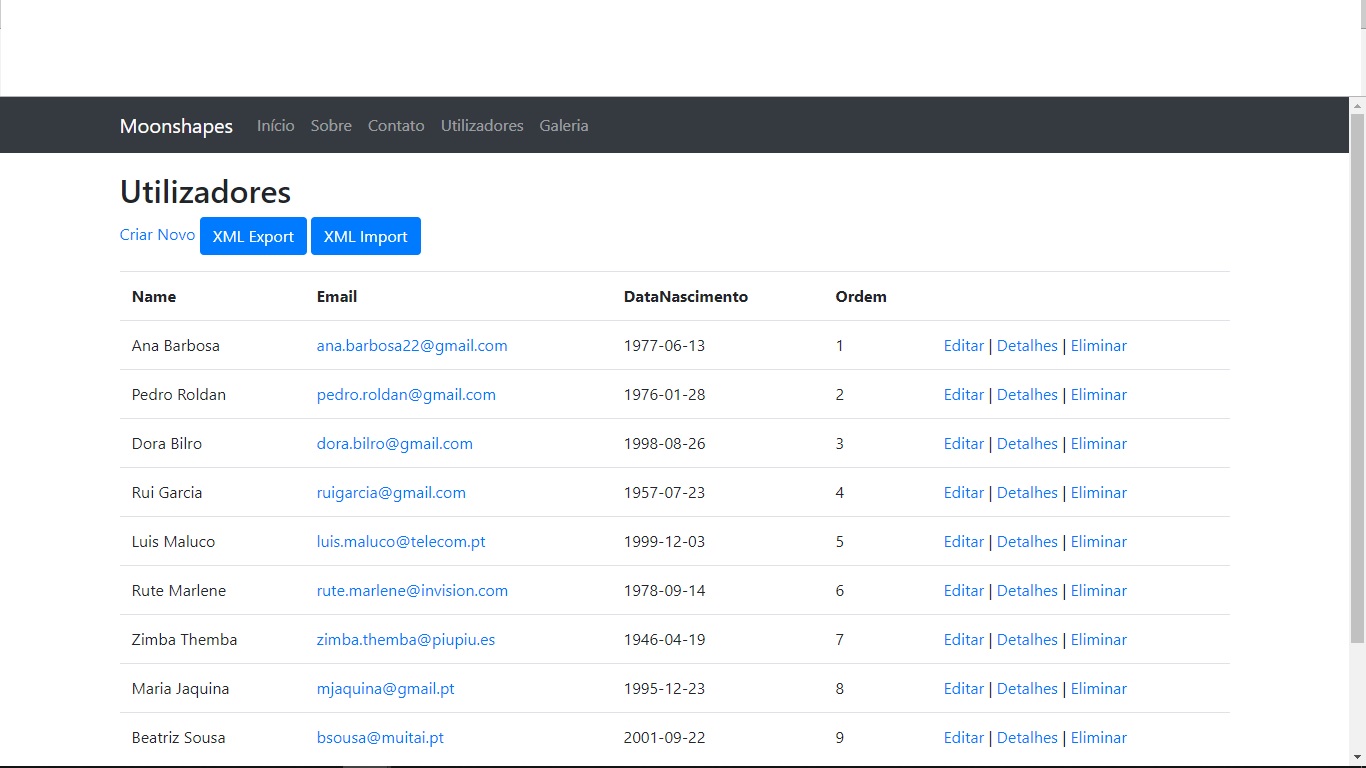 Moonshapes Início Sobre Contato Utilizadores Galeria
Utilizadores
Criar Novo XML Export XML Import
Name Email DataNascimento Ordem
Ana Barbosa ana.barbosa22@gmail.com 1977-06-13 1 Editar | Detalhes | Eliminar
Pedro Roldan pedro.roldan@gmail.com 1976-01-28 2 Editar | Detalhes | Eliminar
Dora Bilro dora.bilro@gmail.com 1998-08-26 3 Editar | Detalhes | Eliminar
Rui Garcia ruigarcia@gmail.com 1957-07-23 4 Editar | Detalhes | Eliminar
Luis Maluco luis.maluco@telecom.pt 1999-12-03 5 Editar | Detalhes | Eliminar
Rute Marlene rute.marlene@invision.com 1978-09-14 6 Editar | Detalhes | Eliminar
Zimba Themba zimba.themba@piupiu.es 1946-04-19 7 Editar | Detalhes | Eliminar
Maria Jaquina mjaquina@gmail.pt 1995-12-23 8 Editar | Detalhes | Eliminar
Beatriz Sousa bsousa@muitai.pt 2001-09-22 9 Editar | Detalhes | Eliminar